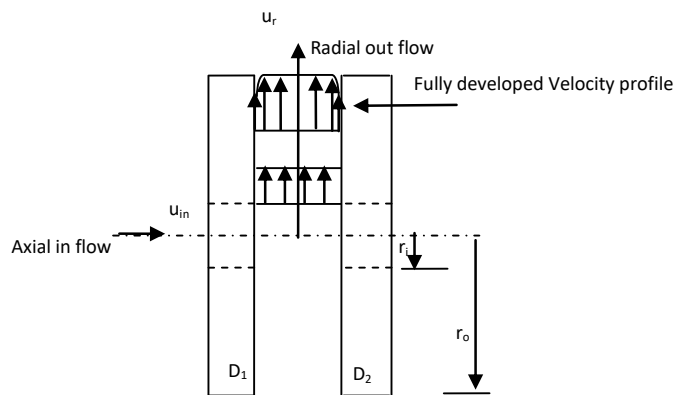 u_r
Radial out flow
Fully developed Velocity profile
u_in
Axial in flow
r_i
r_o
D_1
D_2